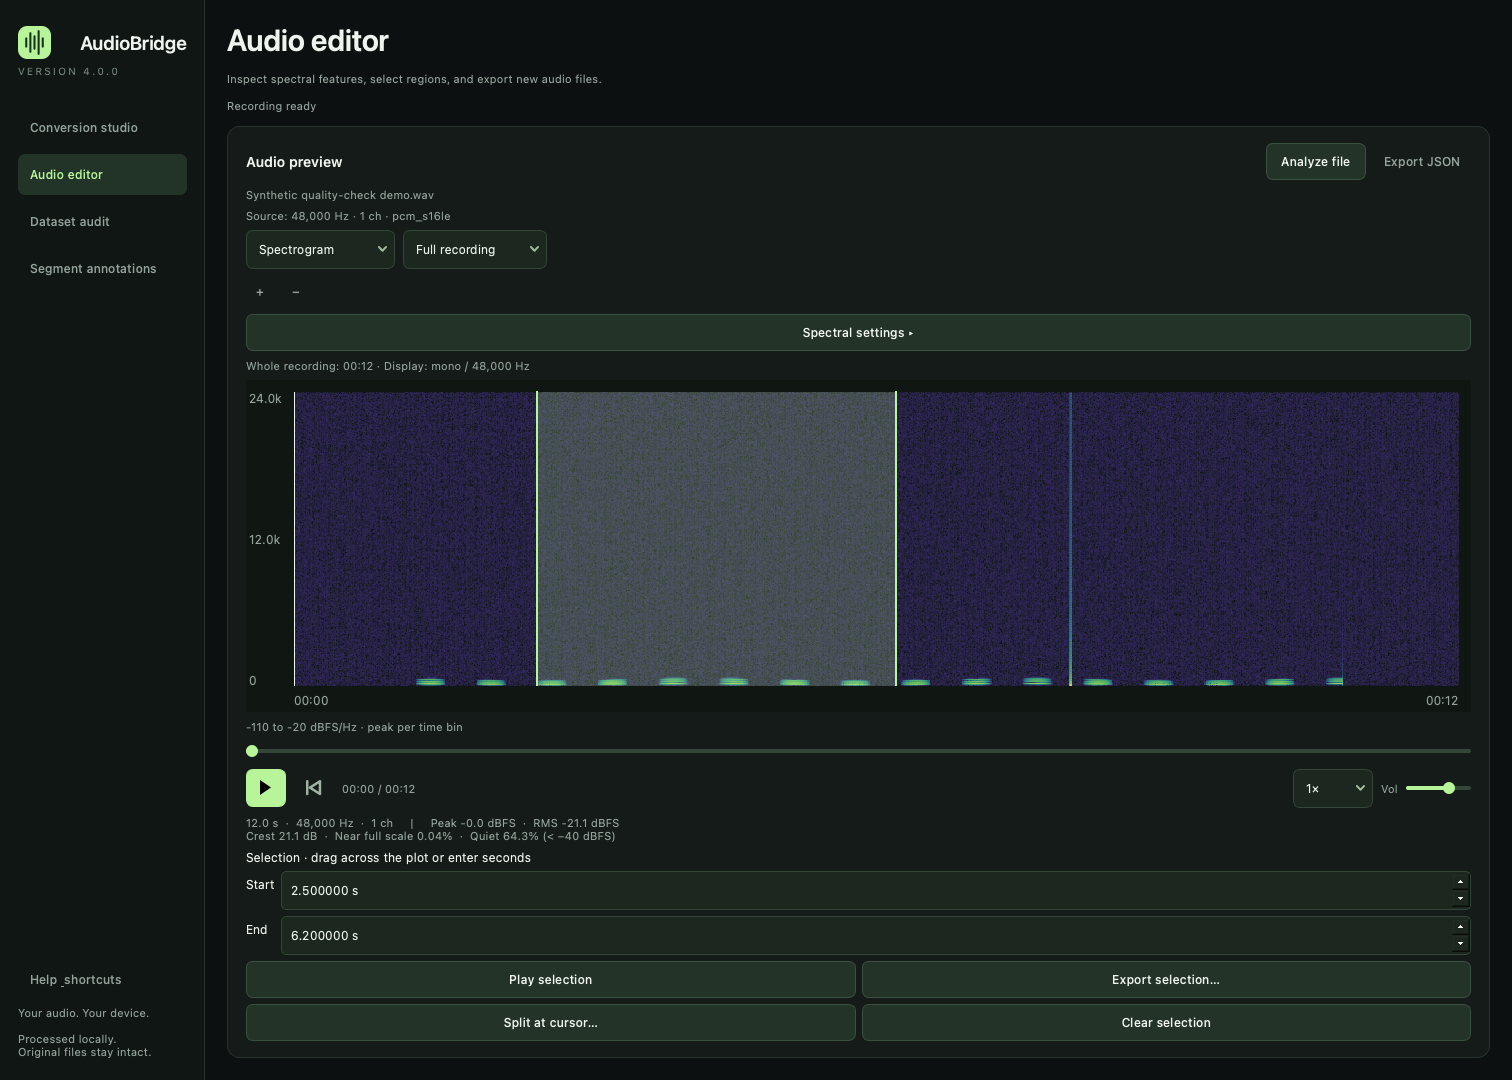 AudioBridge
VERSION 4.0.0
Conversion studio
Audio editor
Dataset audit
Segment annotations
Help _shortcuts
Your audio. Your device.
Processed locally.
Original files stay intact.
Audio editor
Inspect spectral features, select regions, and export new audio files.
Recording ready
Audio preview
Analyze file
Export JSON
Synthetic quality-check demo.wav
Source: 48,000 Hz · 1 ch · pcm_s16le
Spectrogram
Full recording
+ −
Spectral settings ▸
Whole recording: 00:12 · Display: mono / 48,000 Hz
24.0k
12.0k
0
00:00
00:12
-110 to -20 dBFS/Hz · peak per time bin
00:00 / 00:12
1×
Vol
12.0 s · 48,000 Hz · 1 ch | Peak -0.0 dBFS · RMS -21.1 dBFS
Crest 21.1 dB · Near full scale 0.04% · Quiet 64.3% (< −40 dBFS)
Selection · drag across the plot or enter seconds
Start
2.500000 s
End
6.200000 s
Play selection
Export selection…
Split at cursor…
Clear selection